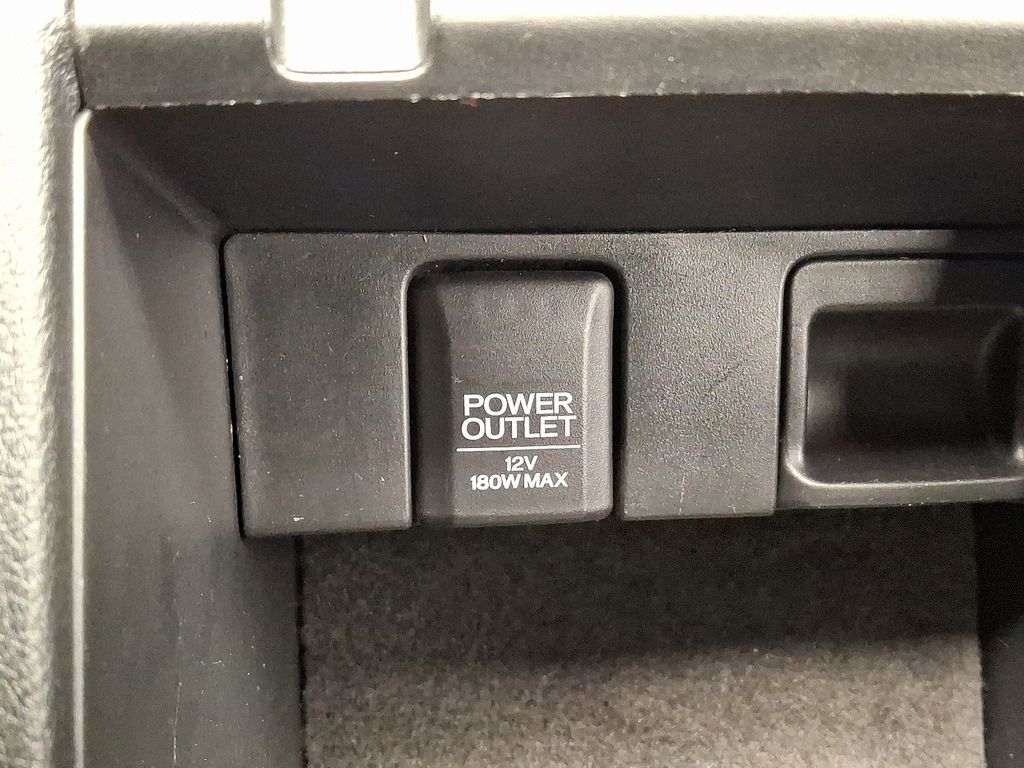 POWER
OUTLET
12V
180W MAX